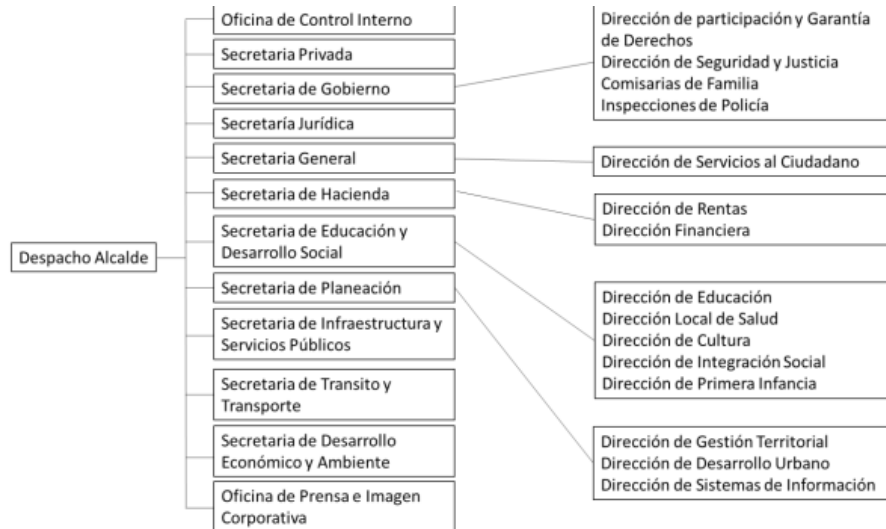 Despacho Alcalde
Oficina de Control Interno
Secretaria Privada
Secretaria de Gobierno
Secretaría Jurídica
Secretaria General
Secretaria de Hacienda
Secretaria de Educación y
Desarrollo Social
Secretaria de Planeación
Secretaria de Infraestructura y
Servicios Públicos
Secretaria de Transito y
Transporte
Secretaria de Desarrollo
Económico y Ambiente
Oficina de Prensa e Imagen
Corporativa
Dirección de participación y Garantía
de Derechos
Dirección de Seguridad y Justicia
Comisarias de Familia
Inspecciones de Policía
Dirección de Servicios al Ciudadano
Dirección de Rentas
Dirección Financiera
Dirección de Educación
Dirección Local de Salud
Dirección de Cultura
Dirección de Integración Social
Dirección de Primera Infancia
Dirección de Gestión Territorial
Dirección de Desarrollo Urbano
Dirección de Sistemas de Información